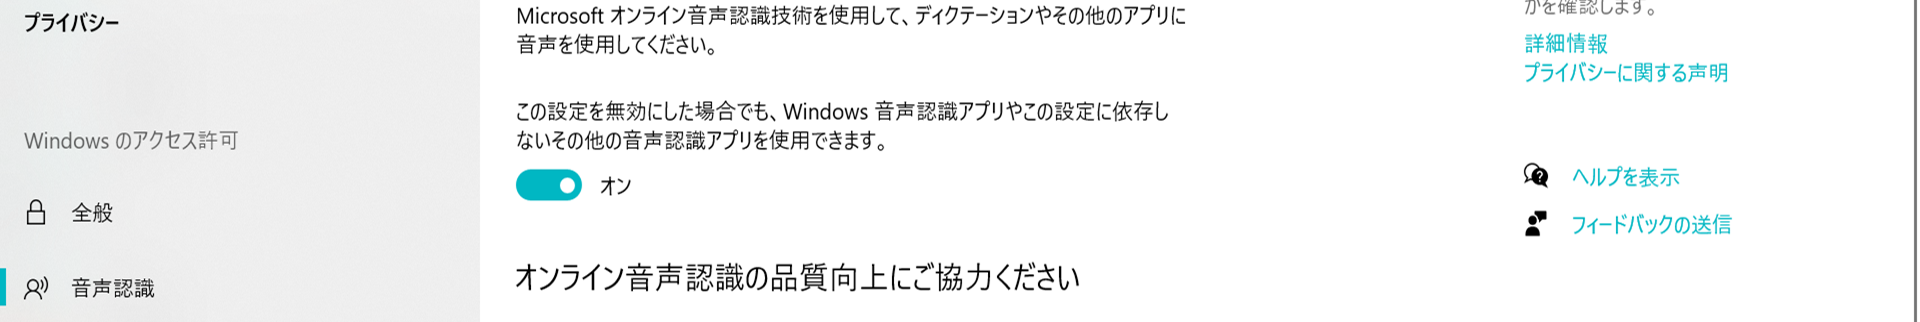 プライバシー
Windows のアクセス許可
全般
音声認識
Microsoft オンライン音声認識技術を使用して、ディクテーションやその他のアプリに
音声を使用してください。
この設定を無効にした場合でも、Windows 音声認識アプリやこの設定に依存し
ないその他の音声認識アプリを使用できます。
オン
オンライン音声認識の品質向上にご協力ください
かを確認します。
詳細情報
プライバシーに関する声明
ヘルプを表示
フィードバックの送信